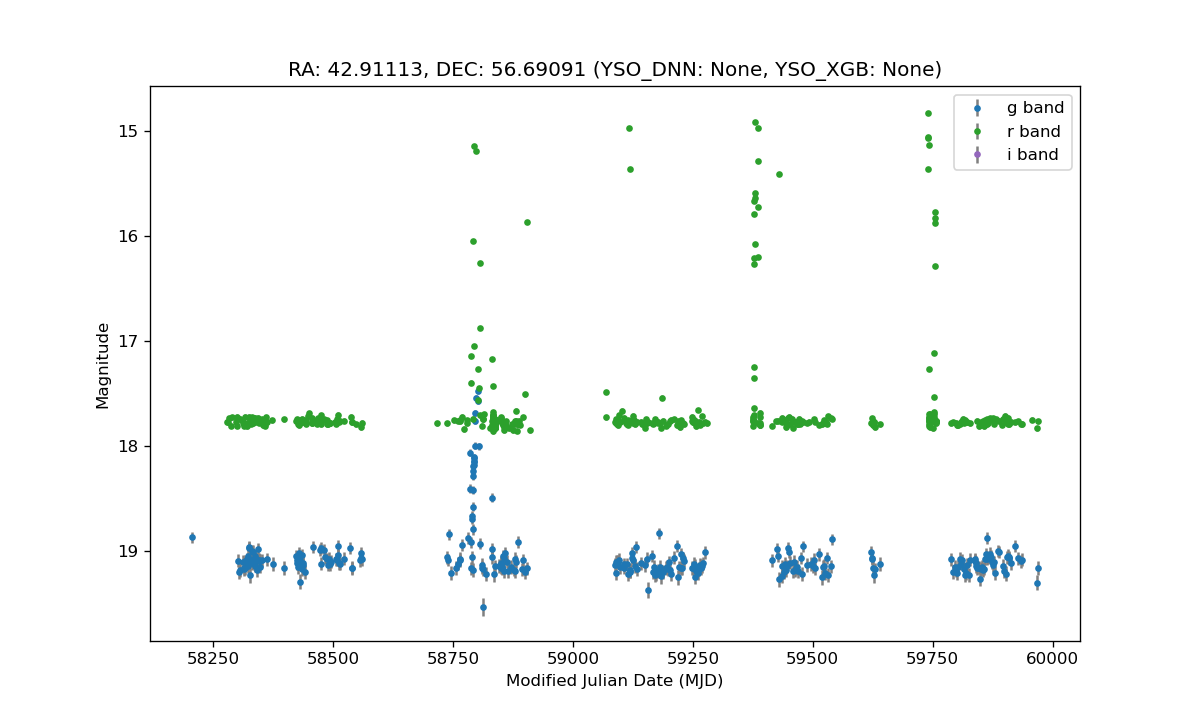 RA: 42.91113, DEC: 56.69091 (YSO_DNN: None, YSO_XGB: None)
g band
r band
i band
15
16
17
18
19
Magnitude
58250 58500 58750 59000 59250 59500 59750 60000
Modified Julian Date (MJD)